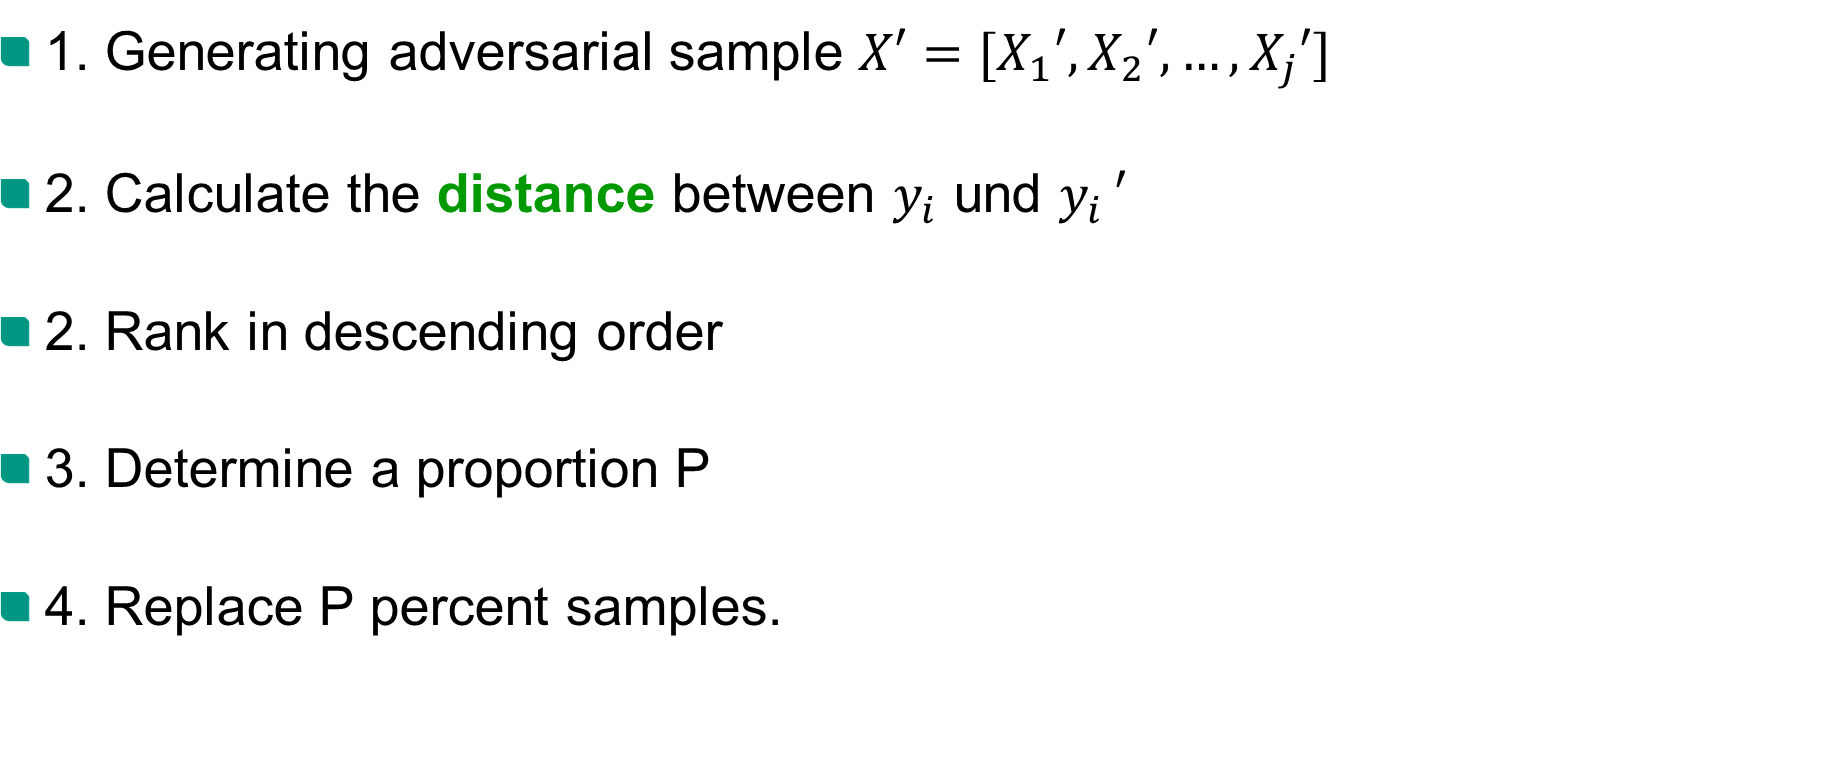 1. Generating adversarial sample X′ = [X₁′, X₂′, ..., Xⱼ′]
2. Calculate the distance between yᵢ und yᵢ′
2. Rank in descending order
3. Determine a proportion P
4. Replace P percent samples.